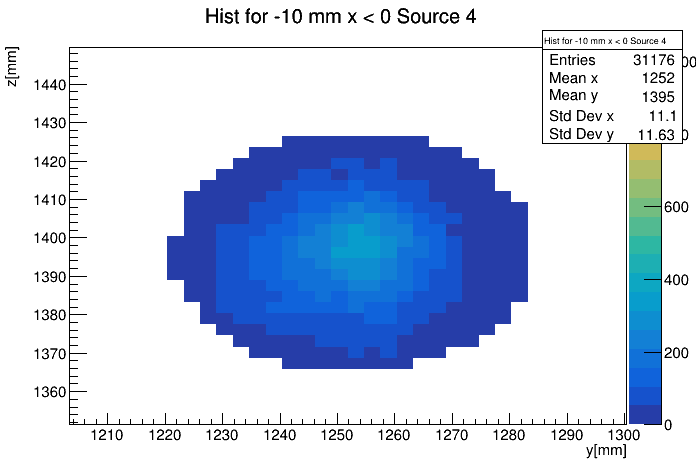 Hist for -10 mm x < 0 Source 4
z[mm]
Hist for -10 mm x < 0 Source 4
Entries 31176
Mean x 1252
Mean y 1395
Std Dev x 11.1
Std Dev y 11.63
1440
1430
1420
1410
1400
1390
1380
1370
1360
600
400
200
0
1210 1220 1230 1240 1250 1260 1270 1280 1290 1300
y[mm]